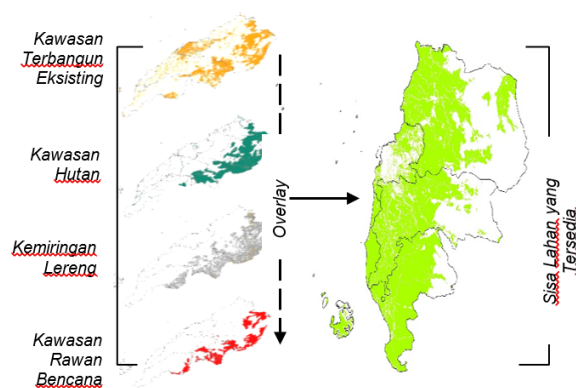 Kawasan
Terbangun
Eksisting
Kawasan
Hutan
Kemiringan
Lereng
Kawasan
Rawan
Bencana
Overlay
Sisa Lahan yang
Tersedia